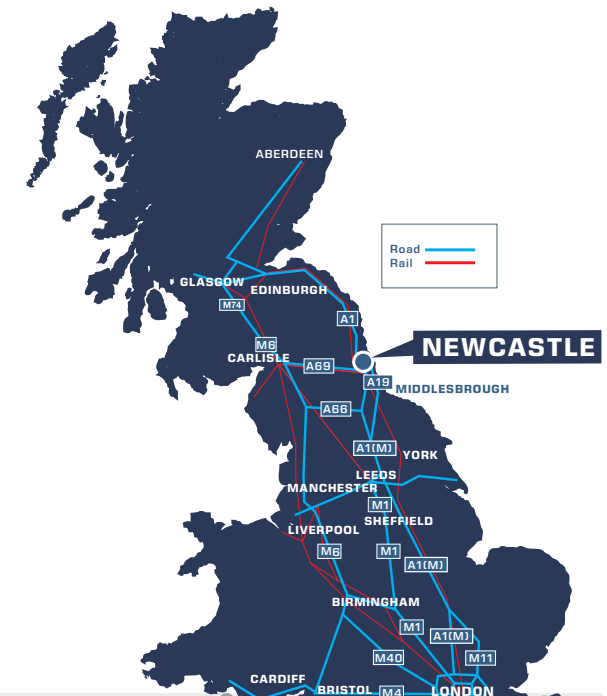 ABERDEEN
Road
Rail
GLASGOW
EDINBURGH
M74
A1
M6
NEWCASTLE
CARLISLE
A69
A19
MIDDLESBROUGH
A66
A1(M)
YORK
LEEDS
MANCHESTER
M1
SHEFFIELD
LIVERPOOL
M6
M1
A1(M)
BIRMINGHAM
M1
A1(M)
M40
M11
CARDIFF
BRISTOL
M4
LONDON